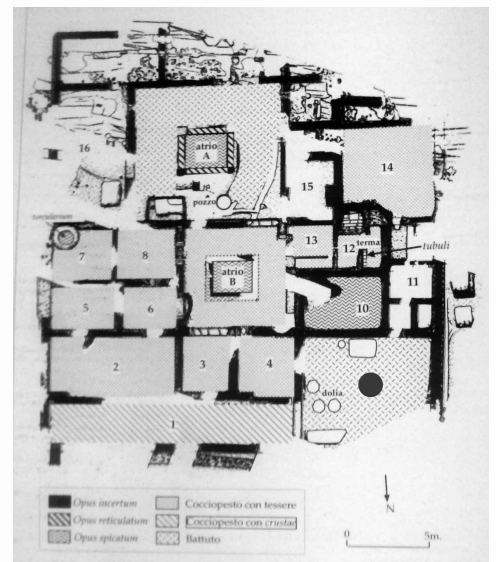 atrio
A
14
16
15
pozzo
torcularium
13
12
terma
tubuli
7
8
atrio
B
11
5
6
10
2
3
4
dolia
1
Opus incertum
Cocciopesto con tessere
Opus reticulatum
Cocciopesto con crustae
Opus spicatum
Battuto
N
0
5m.